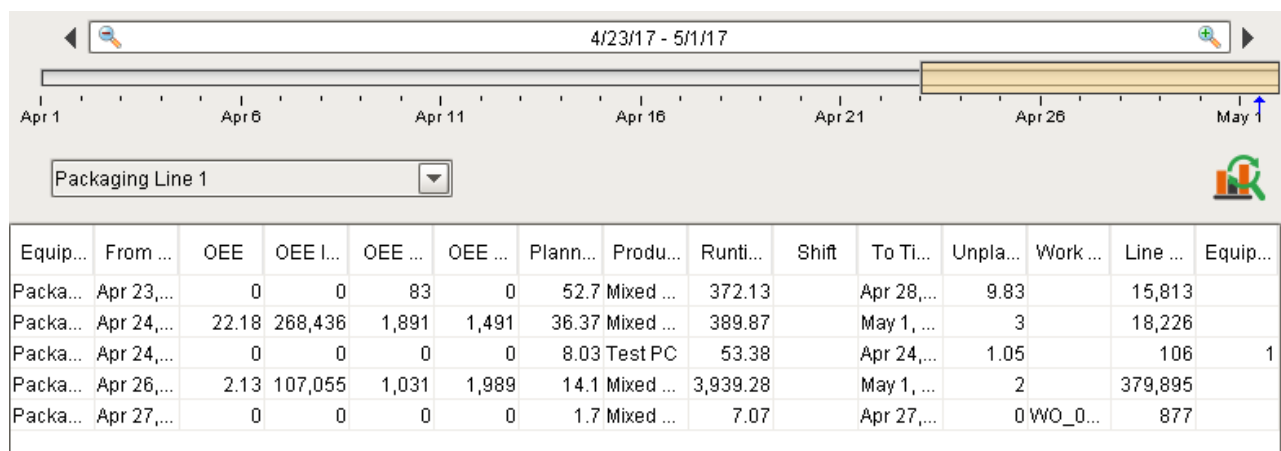 4/23/17 - 5/1/17
Apr 1 Apr 6 Apr 11 Apr 16 Apr 21 Apr 26 May 1
Packaging Line 1
Equip... From ... OEE OEE I... OEE ... OEE ... Plann... Produ... Runti... Shift To Ti... Unpla... Work ... Line ... Equip...
Packa... Apr 23,... 0 0 83 0 52.7 Mixed ... 372.13 Apr 28,... 9.83 15,813
Packa... Apr 24,... 22.18 268,436 1,891 1,491 36.37 Mixed ... 389.87 May 1, ... 3 18,226
Packa... Apr 24,... 0 0 0 0 8.03 Test PC 53.38 Apr 24,... 1.05 106 1
Packa... Apr 26,... 2.13 107,055 1,031 1,989 14.1 Mixed ... 3,939.28 May 1, ... 2 379,895
Packa... Apr 27,... 0 0 0 0 1.7 Mixed ... 7.07 Apr 27,... 0 WO_0... 877